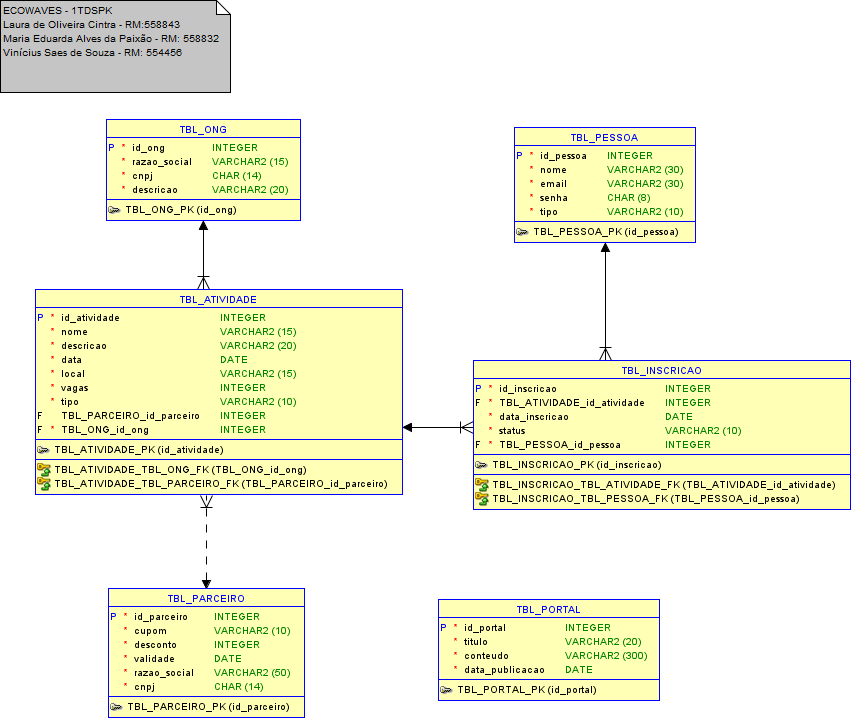 ECOWAVES - 1TDSPK
Laura de Oliveira Cintra - RM:558843
Maria Eduarda Alves da Paixão - RM: 558832
Vinícius Saes de Souza - RM: 554456
TBL_ONG
P * id_ong INTEGER
* razao_social VARCHAR2 (15)
* cnpj CHAR (14)
* descricao VARCHAR2 (20)
TBL_ONG_PK (id_ong)
TBL_PESSOA
P * id_pessoa INTEGER
* nome VARCHAR2 (30)
* email VARCHAR2 (30)
* senha CHAR (8)
* tipo VARCHAR2 (10)
TBL_PESSOA_PK (id_pessoa)
TBL_ATIVIDADE
P * id_atividade INTEGER
* nome VARCHAR2 (15)
* descricao VARCHAR2 (20)
* data DATE
* local VARCHAR2 (15)
* vagas INTEGER
* tipo VARCHAR2 (10)
F TBL_PARCEIRO_id_parceiro INTEGER
F * TBL_ONG_id_ong INTEGER
TBL_ATIVIDADE_PK (id_atividade)
TBL_ATIVIDADE_TBL_ONG_FK (TBL_ONG_id_ong)
TBL_ATIVIDADE_TBL_PARCEIRO_FK (TBL_PARCEIRO_id_parceiro)
TBL_INSCRICAO
P * id_inscricao INTEGER
F * TBL_ATIVIDADE_id_atividade INTEGER
* data_inscricao DATE
* status VARCHAR2 (10)
F * TBL_PESSOA_id_pessoa INTEGER
TBL_INSCRICAO_PK (id_inscricao)
TBL_INSCRICAO_TBL_ATIVIDADE_FK (TBL_ATIVIDADE_id_atividade)
TBL_INSCRICAO_TBL_PESSOA_FK (TBL_PESSOA_id_pessoa)
TBL_PARCEIRO
P * id_parceiro INTEGER
* cupom VARCHAR2 (10)
* desconto INTEGER
* validade DATE
* razao_social VARCHAR2 (50)
* cnpj CHAR (14)
TBL_PARCEIRO_PK (id_parceiro)
TBL_PORTAL
P * id_portal INTEGER
* titulo VARCHAR2 (20)
* conteudo VARCHAR2 (300)
* data_publicacao DATE
TBL_PORTAL_PK (id_portal)